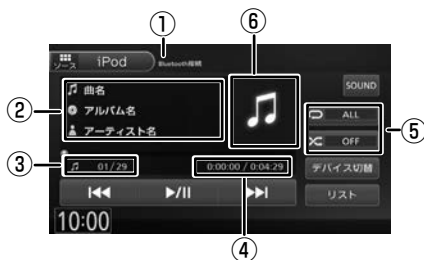 ① ⑥
ソース iPod Bluetooth接続
② 曲名
アルバム名
アーティスト名
SOUND
ALL
OFF
⑤
③ 01/29 0:00:00 / 0:04:29
デバイス切替
リスト
10:00
④